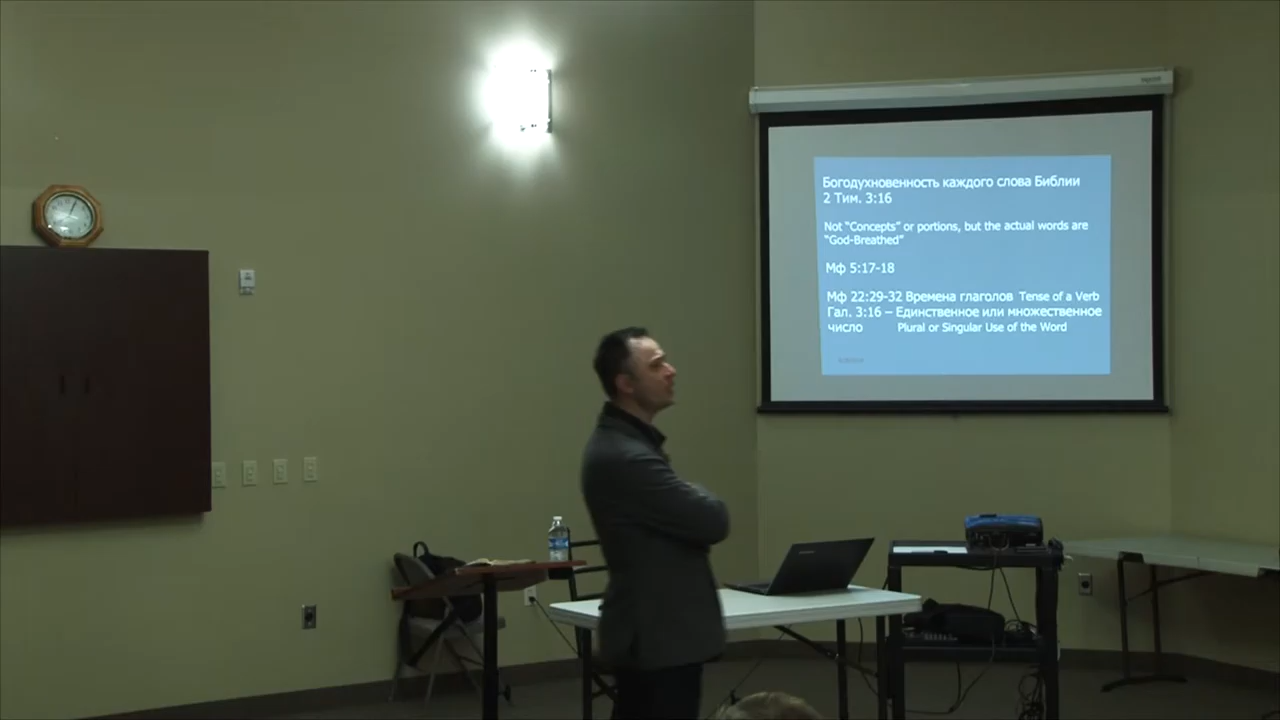 Богодухновенность каждого слова Библии
2 Тим. 3:16
Not “Concepts” or portions, but the actual words are
“God-Breathed”
Мф 5:17-18
Мф 22:29-32 Времена глаголов Tense of a Verb
Гал. 3:16 – Единственное или множественное
число Plural or Singular Use of the Word